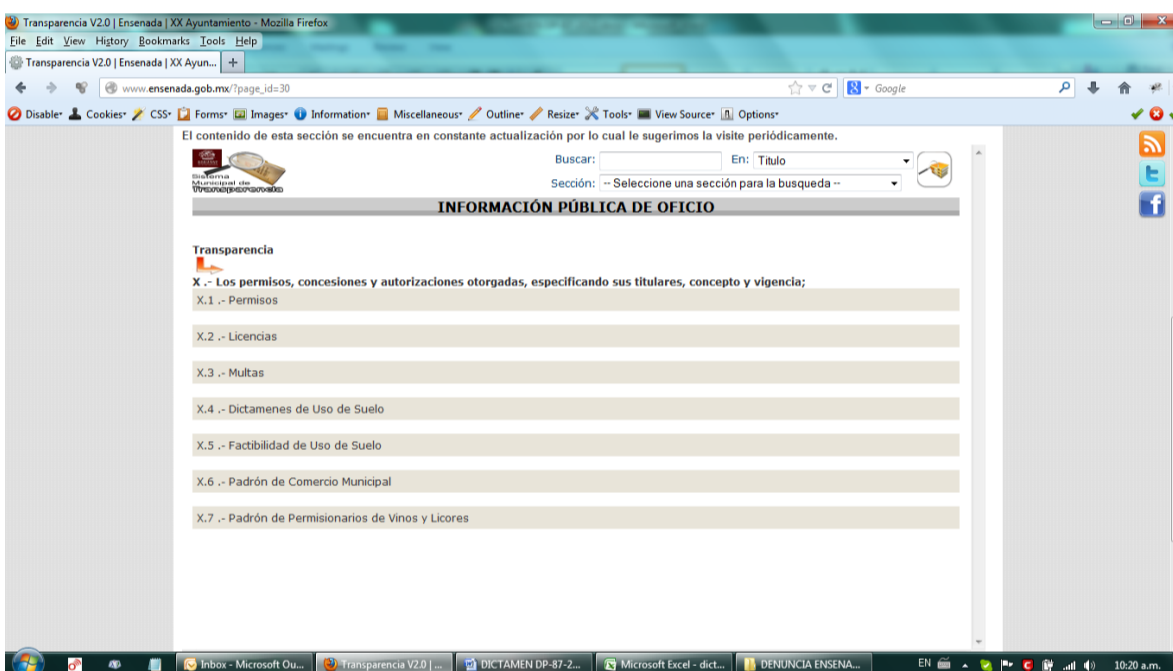 Transparencia V2.0 | Ensenada | XX Ayuntamiento - Mozilla Firefox
File Edit View History Bookmarks Tools Help
Transparencia V2.0 | Ensenada | XX Ayun... +
www.ensenada.gob.mx/?page_id=30 Google
Disable Cookies CSS Forms Images Information Miscellaneous Outline Resize Tools View Source Options
El contenido de esta sección se encuentra en constante actualización por lo cual le sugerimos la visite periódicamente.
Sistema
Municipal de
Transparencia
Buscar: En: Titulo
Sección: -- Seleccione una sección para la busqueda --
INFORMACIÓN PÚBLICA DE OFICIO
Transparencia
X .- Los permisos, concesiones y autorizaciones otorgadas, especificando sus titulares, concepto y vigencia;
X.1 .- Permisos
X.2 .- Licencias
X.3 .- Multas
X.4 .- Dictamenes de Uso de Suelo
X.5 .- Factibilidad de Uso de Suelo
X.6 .- Padrón de Comercio Municipal
X.7 .- Padrón de Permisionarios de Vinos y Licores
Inbox - Microsoft Ou... Transparencia V2.0 | ... DICTAMEN DP-87-2... Microsoft Excel - dict... DENUNCIA ENSENA... EN 10:20 a.m.